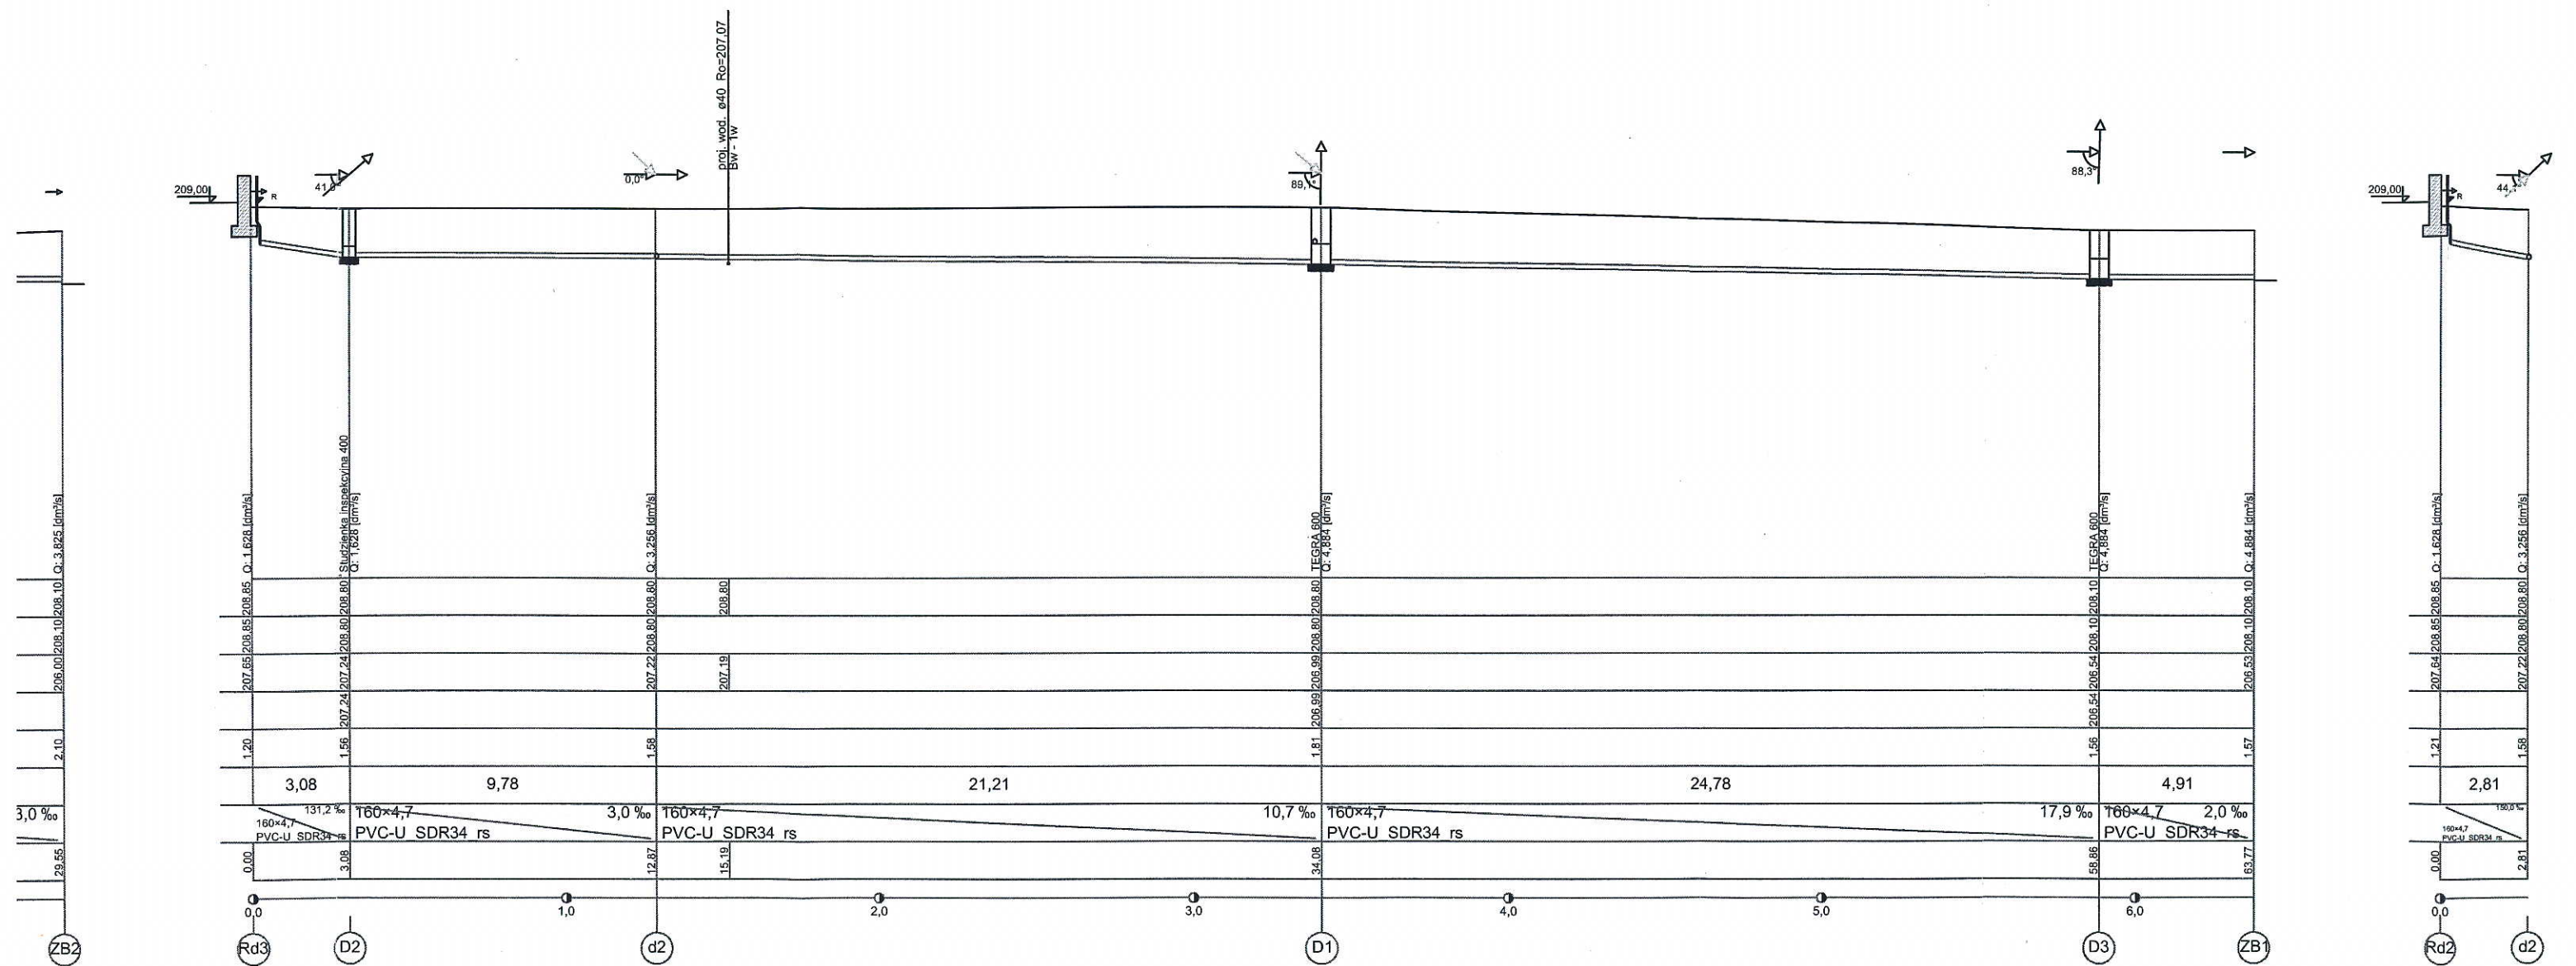 proj. wod. ø40 Ro=207,07
Bw - 1w
209,00
R
0,0°
88,3°
209,00
R
Q: 3,825 [dm³/s]
Q: 1,628 [dm³/s]
Studzienka inspekcyjna 400
Q: 1,628 [dm³/s]
Q: 3,256 [dm³/s]
TEGRA 600
Q: 4,884 [dm³/s]
TEGRA 600
Q: 4,884 [dm³/s]
Q: 4,884 [dm³/s]
Q: 1,628 [dm³/s]
Q: 3,256 [dm³/s]
208,10 208,85 208,80 208,80 208,80 208,80 208,10 208,10 208,85 208,80
208,10 208,85 208,80 208,80 208,80 208,10 208,10 208,85 208,80
206,00 207,65 207,24 207,22 207,19 206,99 206,54 206,53 207,64 207,22
207,24 206,99 206,54
2,10 1,20 1,56 1,58 1,81 1,56 1,57 1,21 1,58
3,08 9,78 21,21 24,78 4,91 2,81
3,0 ‰ 131,2 ‰ 160×4,7 3,0 ‰ 160×4,7 10,7 ‰ 160×4,7 17,9 ‰ 160×4,7 2,0 ‰ 150,0 ‰
160×4,7 160×4,7
PVC-U SDR34 rs PVC-U SDR34 rs PVC-U SDR34 rs PVC-U SDR34 rs PVC-U SDR34 rs PVC-U SDR34 rs
29,55 0,00 3,08 12,87 15,19 34,08 58,86 63,77 0,00 2,81
0,0 1,0 2,0 3,0 4,0 5,0 6,0 0,0
ZB2 Rd3 D2 d2 D1 D3 ZB1 Rd2 d2